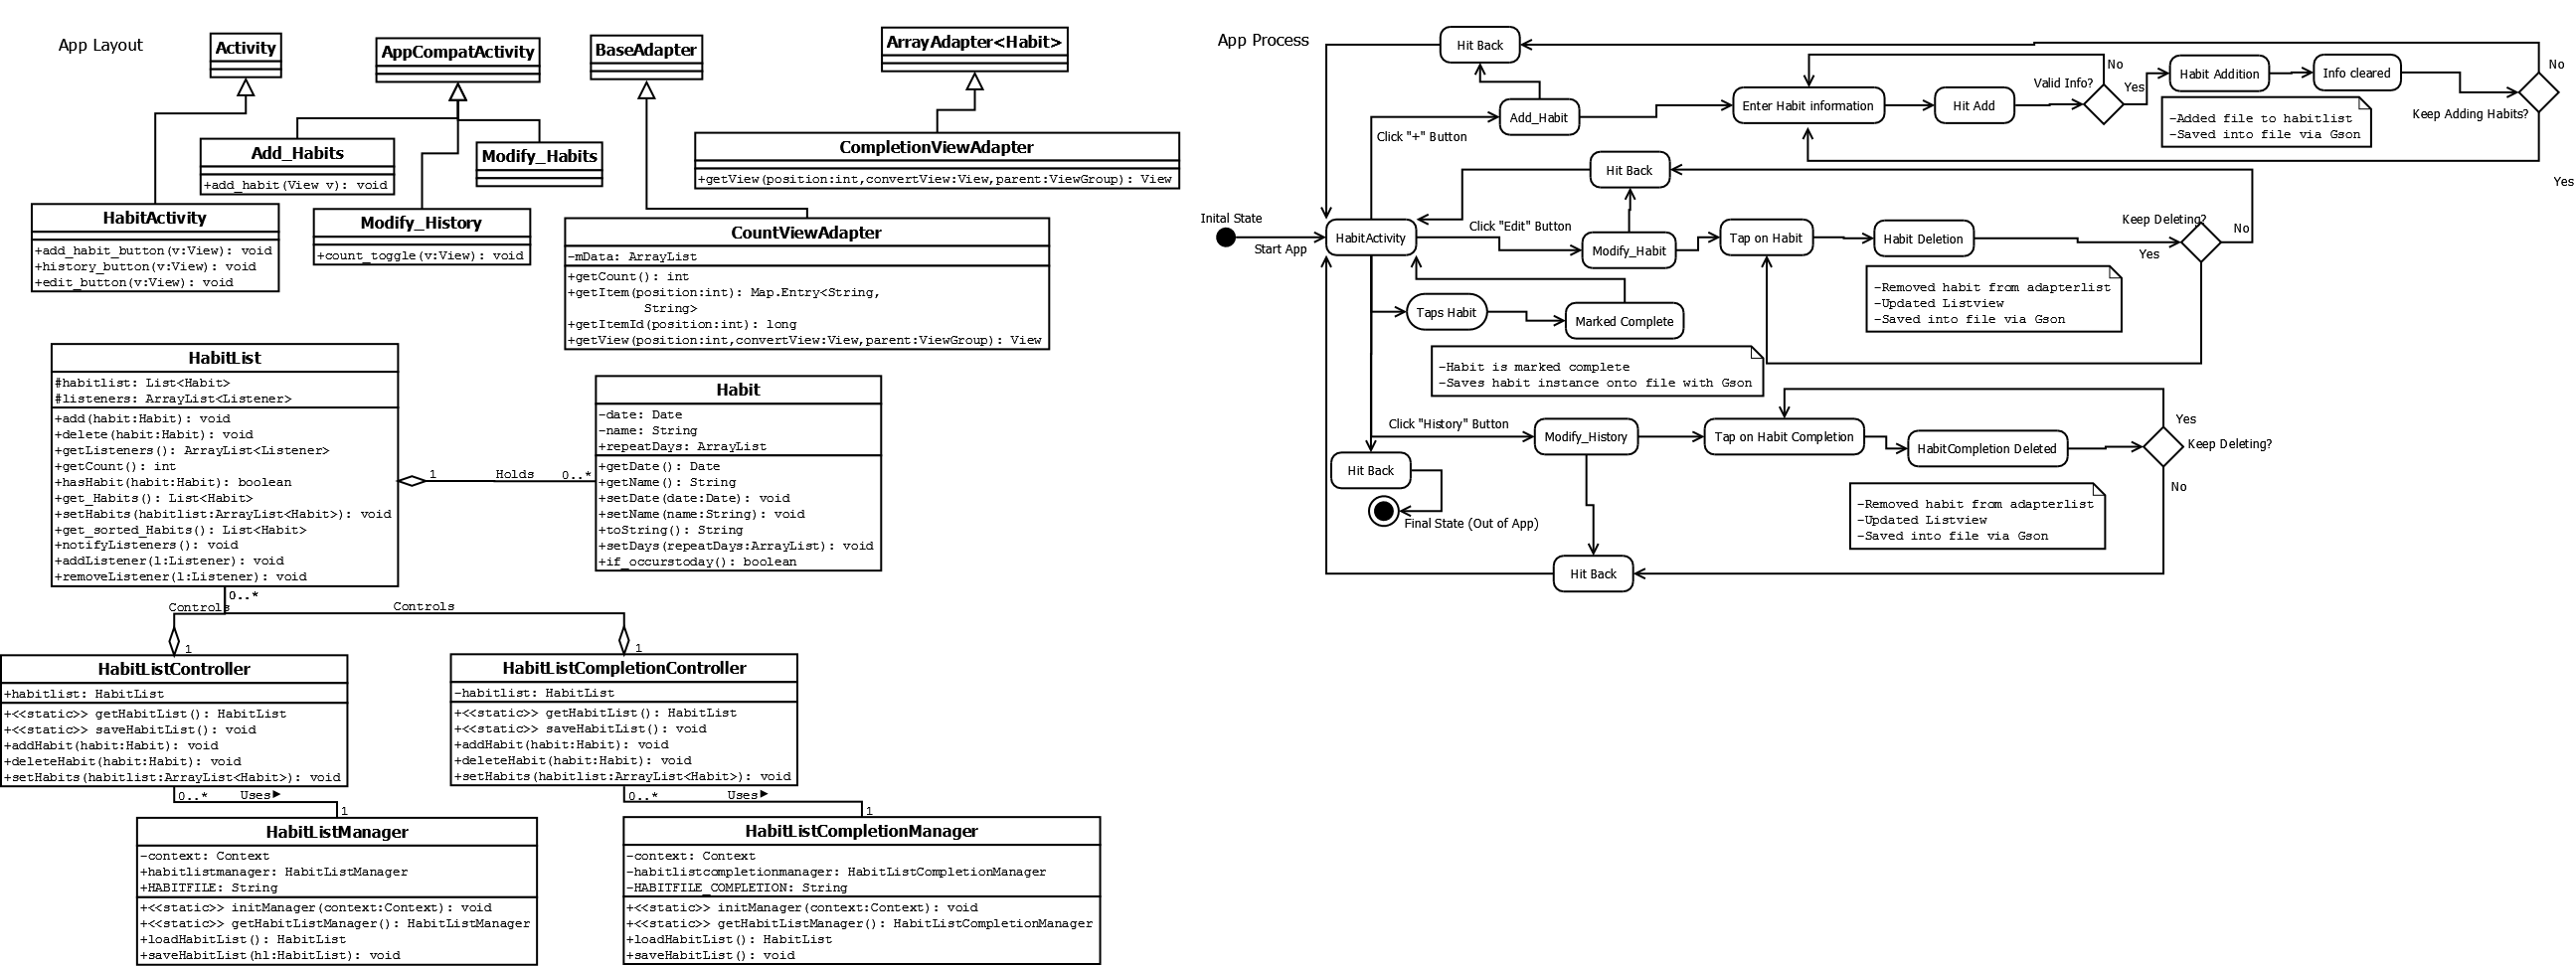 App Layout
Activity
AppCompatActivity
BaseAdapter
ArrayAdapter<Habit>
Add_Habits
+add_habit(View v): void
Modify_Habits
CompletionViewAdapter
+getView(position:int,convertView:View,parent:ViewGroup): View
HabitActivity
+add_habit_button(v:View): void
+history_button(v:View): void
+edit_button(v:View): void
Modify_History
+count_toggle(v:View): void
CountViewAdapter
-mData: ArrayList
+getCount(): int
+getItem(position:int): Map.Entry<String,
String>
+getItemId(position:int): long
+getView(position:int,convertView:View,parent:ViewGroup): View
HabitList
#habitlist: List<Habit>
#listeners: ArrayList<Listener>
+add(habit:Habit): void
+delete(habit:Habit): void
+getListeners(): ArrayList<Listener>
+getCount(): int
+hasHabit(habit:Habit): boolean
+get_Habits(): List<Habit>
+setHabits(habitlist:ArrayList<Habit>): void
+get_sorted_Habits(): List<Habit>
+notifyListeners(): void
+addListener(l:Listener): void
+removeListener(l:Listener): void
1 Holds 0..*
Habit
-date: Date
-name: String
+repeatDays: ArrayList
+getDate(): Date
+getName(): String
+setDate(date:Date): void
+setName(name:String): void
+toString(): String
+setDays(repeatDays:ArrayList): void
+if_occurstoday(): boolean
0..*
Controls
Controls
1
1
HabitListController
+habitlist: HabitList
+<<static>> getHabitList(): HabitList
+<<static>> saveHabitList(): void
+addHabit(habit:Habit): void
+deleteHabit(habit:Habit): void
+setHabits(habitlist:ArrayList<Habit>): void
HabitListCompletionController
-habitlist: HabitList
+<<static>> getHabitList(): HabitList
+<<static>> saveHabitList(): void
+addHabit(habit:Habit): void
+deleteHabit(habit:Habit): void
+setHabits(habitlist:ArrayList<Habit>): void
0..* Uses
1
0..* Uses
1
HabitListManager
-context: Context
+habitlistmanager: HabitListManager
+HABITFILE: String
+<<static>> initManager(context:Context): void
+<<static>> getHabitListManager(): HabitListManager
+loadHabitList(): HabitList
+saveHabitList(hl:HabitList): void
HabitListCompletionManager
-context: Context
-habitlistcompletionmanager: HabitListCompletionManager
-HABITFILE_COMPLETION: String
+<<static>> initManager(context:Context): void
+<<static>> getHabitListManager(): HabitListCompletionManager
+loadHabitList(): HabitList
+saveHabitList(): void
App Process
Hit Back
Click "+" Button
Add_Habit
Enter Habit information
Hit Add
Valid Info?
No
Yes
Habit Addition
Info cleared
-Added file to habitlist
-Saved into file via Gson
No
Keep Adding Habits?
Yes
Hit Back
Inital State
Start App
HabitActivity
Click "Edit" Button
Modify_Habit
Tap on Habit
Habit Deletion
Keep Deleting?
No
Yes
-Removed habit from adapterlist
-Updated Listview
-Saved into file via Gson
Taps Habit
Marked Complete
-Habit is marked complete
-Saves habit instance onto file with Gson
Click "History" Button
Modify_History
Tap on Habit Completion
HabitCompletion Deleted
Yes
Keep Deleting?
No
-Removed habit from adapterlist
-Updated Listview
-Saved into file via Gson
Hit Back
Final State (Out of App)
Hit Back